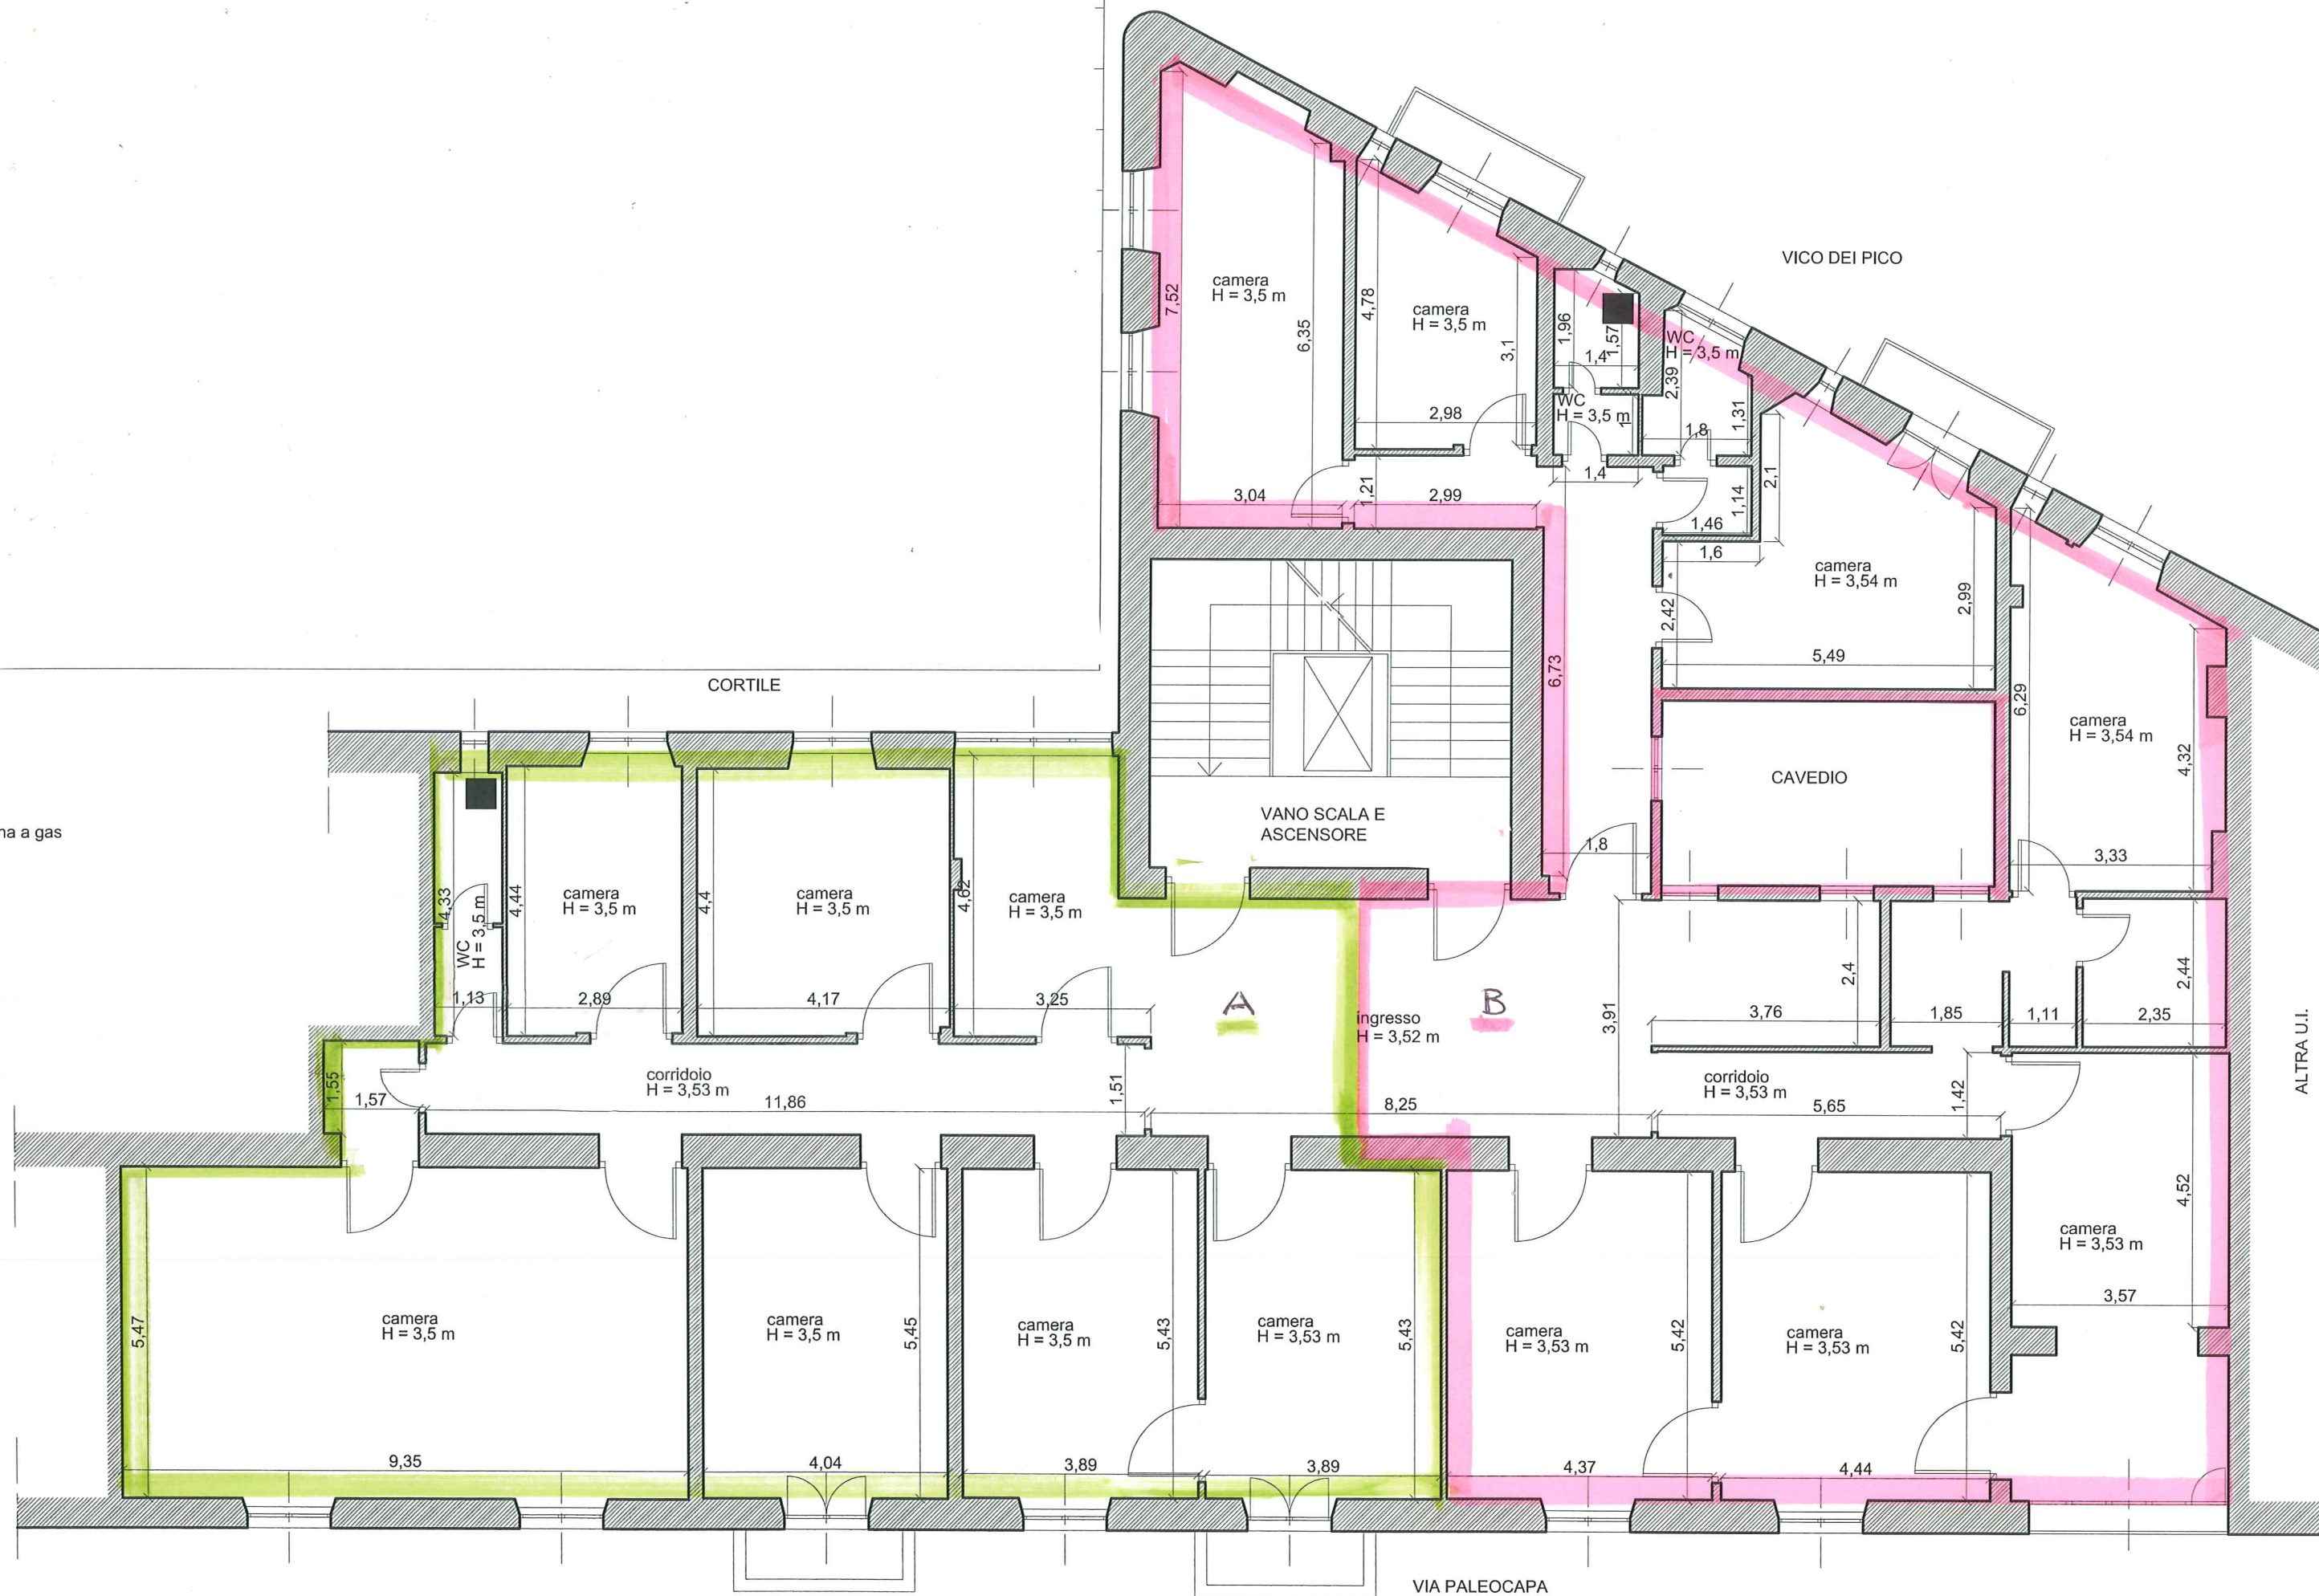 VICO DEI PICO
camera
H = 3,5 m
7,52
6,35
4,78
camera
H = 3,5 m
3,1
2,98
1,96
1,57
1,4
WC
H = 3,5 m
WC
H = 3,5 m
2,39
1,31
1,8
1
1,4
3,04
1,21
2,99
1,14
1,46
2,1
1,6
camera
H = 3,54 m
2,42
2,99
5,49
6,73
6,29
camera
H = 3,54 m
4,32
3,33
CORTILE
CAVEDIO
VANO SCALA E
ASCENSORE
1,8
na a gas
4,33
WC
H = 3,5 m
1,13
4,44
camera
H = 3,5 m
2,89
4,4
camera
H = 3,5 m
4,17
4,62
camera
H = 3,5 m
3,25
A
ingresso
H = 3,52 m
B
3,91
3,76
2,4
1,85
1,11
2,35
2,44
1,55
1,57
corridoio
H = 3,53 m
11,86
1,51
8,25
corridoio
H = 3,53 m
5,65
1,42
ALTRA U.I.
5,47
camera
H = 3,5 m
9,35
camera
H = 3,5 m
5,45
4,04
camera
H = 3,5 m
5,43
3,89
camera
H = 3,53 m
5,43
3,89
camera
H = 3,53 m
5,42
4,37
camera
H = 3,53 m
5,42
4,44
camera
H = 3,53 m
4,52
3,57
VIA PALEOCAPA